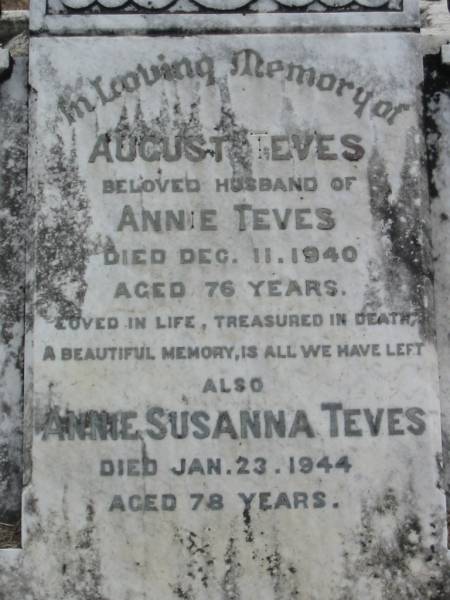 In Loving Memory of
AUGUST TEVES
BELOVED HUSBAND OF
ANNIE TEVES
DIED DEC. 11. 1940
AGED 76 YEARS.
LOVED IN LIFE, TREASURED IN DEATH,
A BEAUTIFUL MEMORY, IS ALL WE HAVE LEFT
ALSO
ANNIE SUSANNA TEVES
DIED JAN. 23. 1944
AGED 78 YEARS.